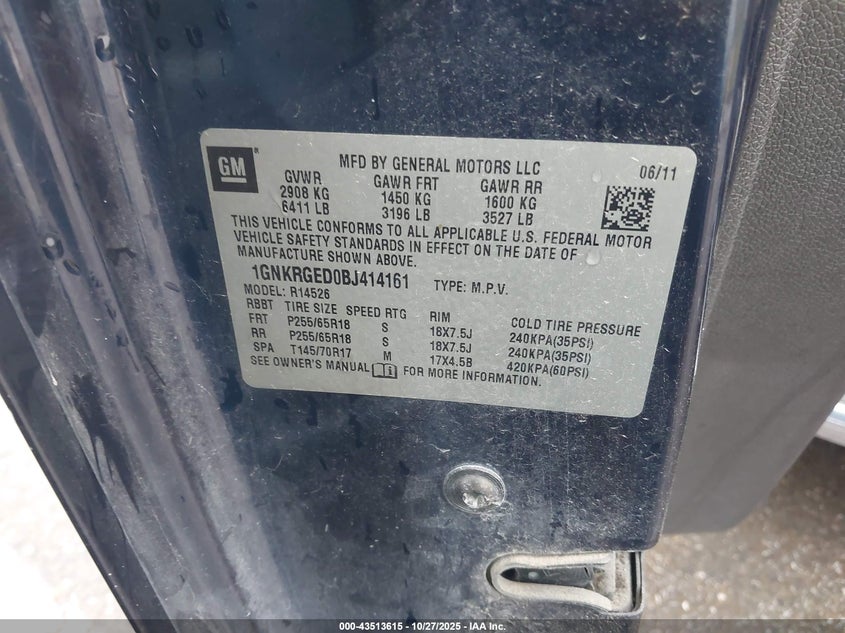 GM ®
MFD BY GENERAL MOTORS LLC 06/11
GVWR GAWR FRT GAWR RR
2908 KG 1450 KG 1600 KG
6411 LB 3196 LB 3527 LB
THIS VEHICLE CONFORMS TO ALL APPLICABLE U.S. FEDERAL MOTOR
VEHICLE SAFETY STANDARDS IN EFFECT ON THE DATE OF
MANUFACTURE SHOWN ABOVE.
1GNKRGED0BJ414161 TYPE: M.P.V.
MODEL: R14526
RBBT TIRE SIZE SPEED RTG RIM COLD TIRE PRESSURE
FRT P255/65R18 S 18X7.5J 240KPA(35PSI)
RR P255/65R18 S 18X7.5J 240KPA(35PSI)
SPA T145/70R17 M 17X4.5B 420KPA(60PSI)
SEE OWNER'S MANUAL FOR MORE INFORMATION.
000-43513615 - 10/27/2025 - IAA Inc.